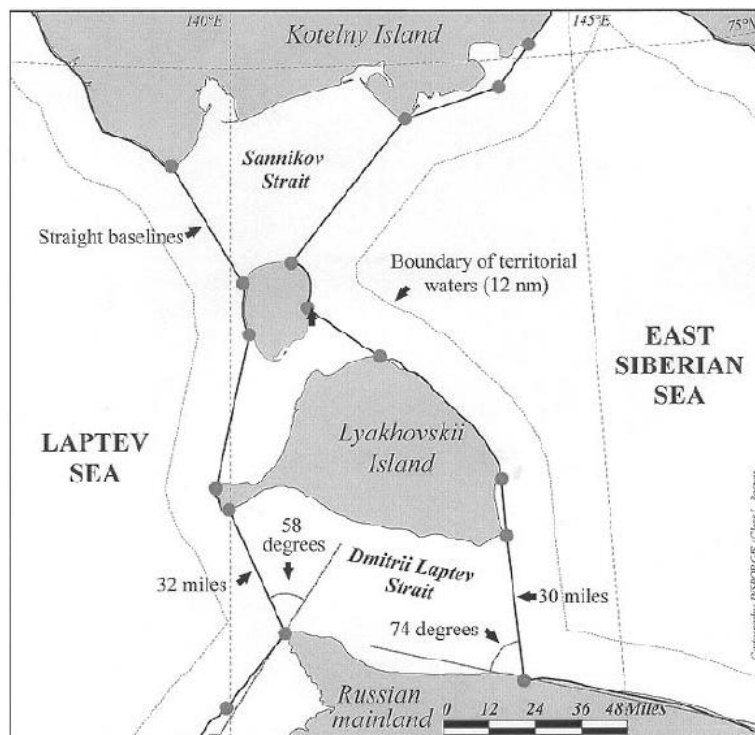 140°E
145°E
75°N
Kotelny Island
Sannikov
Strait
Straight baselines
Boundary of territorial
waters (12 nm)
EAST
SIBERIAN
SEA
LAPTEV
SEA
Lyakhovskii
Island
58
degrees
Dmitrii Laptev
Strait
32 miles
30 miles
74 degrees
Russian
mainland
0 12 24 36 48 Miles